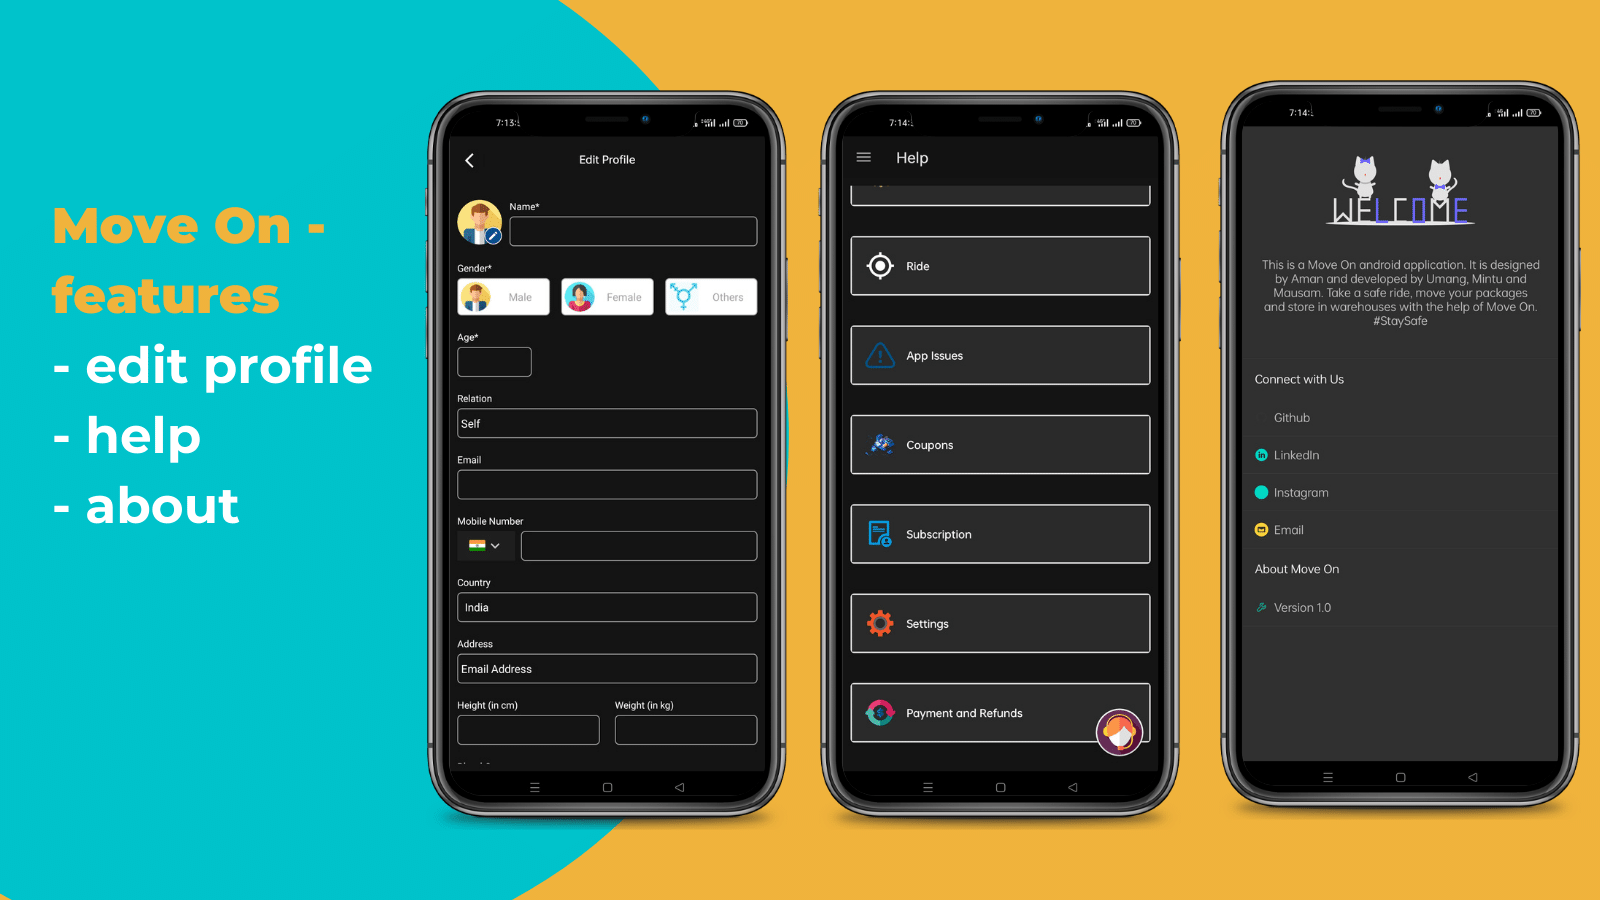 Move On -
features
- edit profile
- help
- about
7:13:
Edit Profile
Name*
Gender*
Male
Female
Others
Age*
Relation
Self
Email
Mobile Number
Country
India
Address
Email Address
Height (in cm)
Weight (in kg)
7:14:
Help
Ride
App Issues
Coupons
Subscription
Settings
Payment and Refunds
7:14:
WELCOME
This is a Move On android application. It is designed
by Aman and developed by Umang, Mintu and
Mausam. Take a safe ride, move your packages
and store in warehouses with the help of Move On.
#StaySafe
Connect with Us
Github
LinkedIn
Instagram
Email
About Move On
Version 1.0